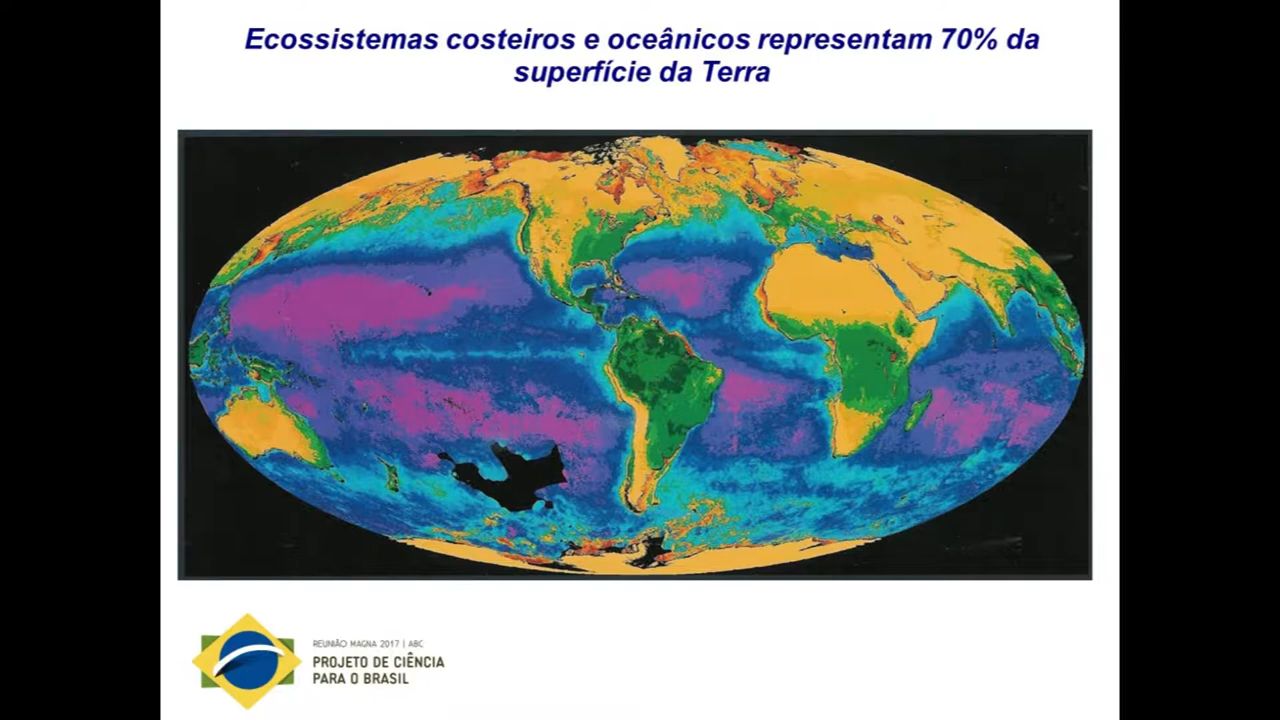 Ecossistemas costeiros e oceânicos representam 70% da
superfície da Terra
REUNIÃO MAGNA 2017 | ABC
PROJETO DE CIÊNCIA
PARA O BRASIL